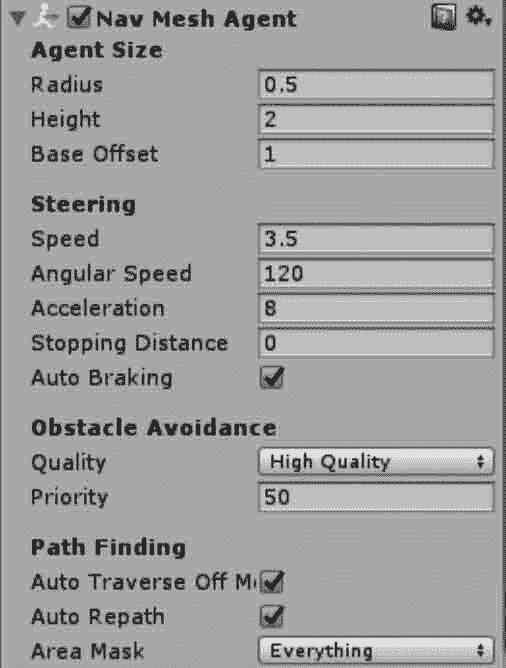 Nav Mesh Agent
Agent Size
Radius 0.5
Height 2
Base Offset 1
Steering
Speed 3.5
Angular Speed 120
Acceleration 8
Stopping Distance 0
Auto Braking
Obstacle Avoidance
Quality High Quality
Priority 50
Path Finding
Auto Traverse Off M
Auto Repath
Area Mask Everything